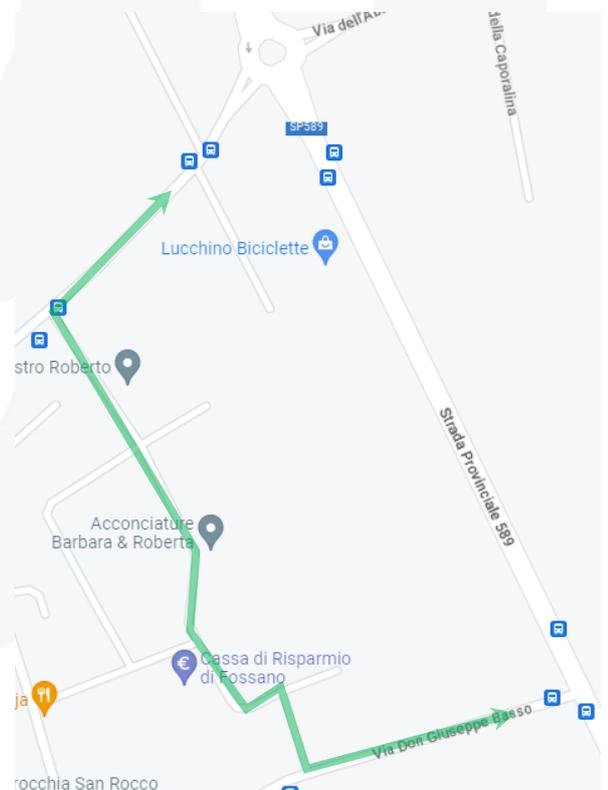 Via dell'Ab
della Caporalina
SP589
Lucchino Biciclette
stro Roberto
Strada Provinciale 589
Acconciature
Barbara & Roberta
Cassa di Risparmio
di Fossano
€
ja
Via Don Giuseppe Basso
rocchia San Rocco